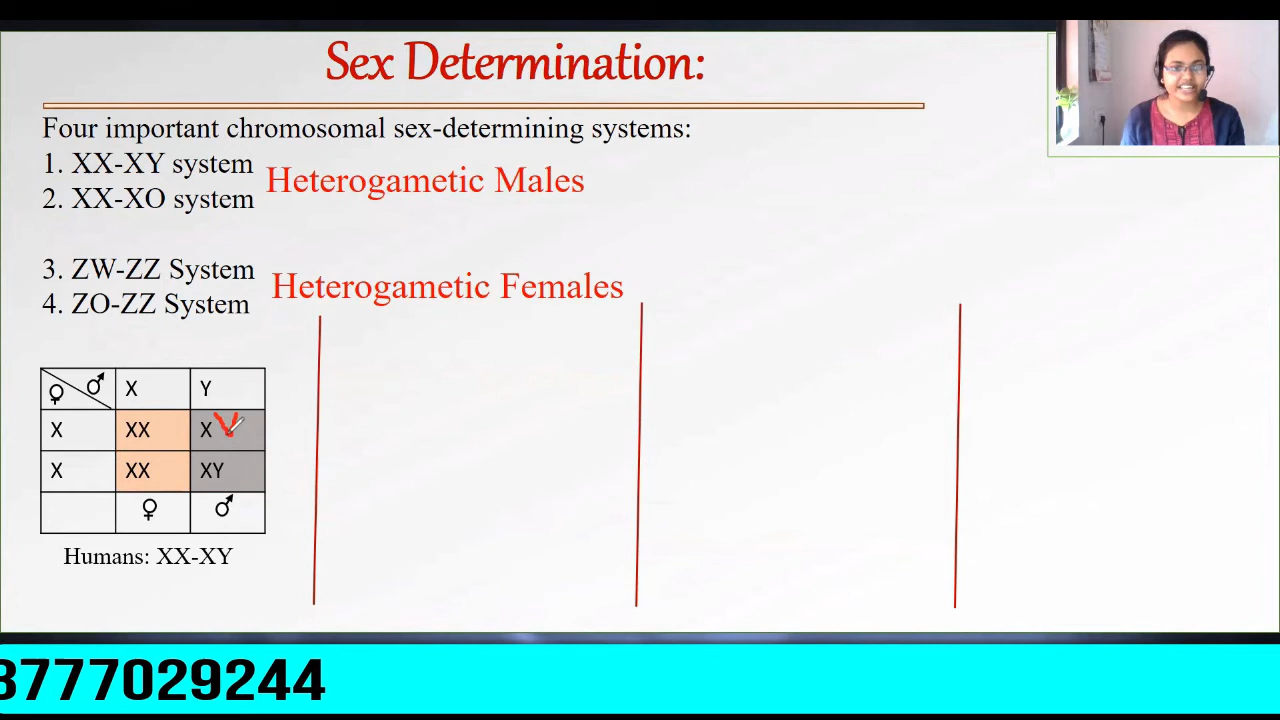 Sex Determination:
Four important chromosomal sex-determining systems:
1. XX-XY system
Heterogametic Males
2. XX-XO system
3. ZW-ZZ System
Heterogametic Females
4. ZO-ZZ System
♀ ♂ X Y
X XX X
X XX XY
♀ ♂
Humans: XX-XY
8777029244